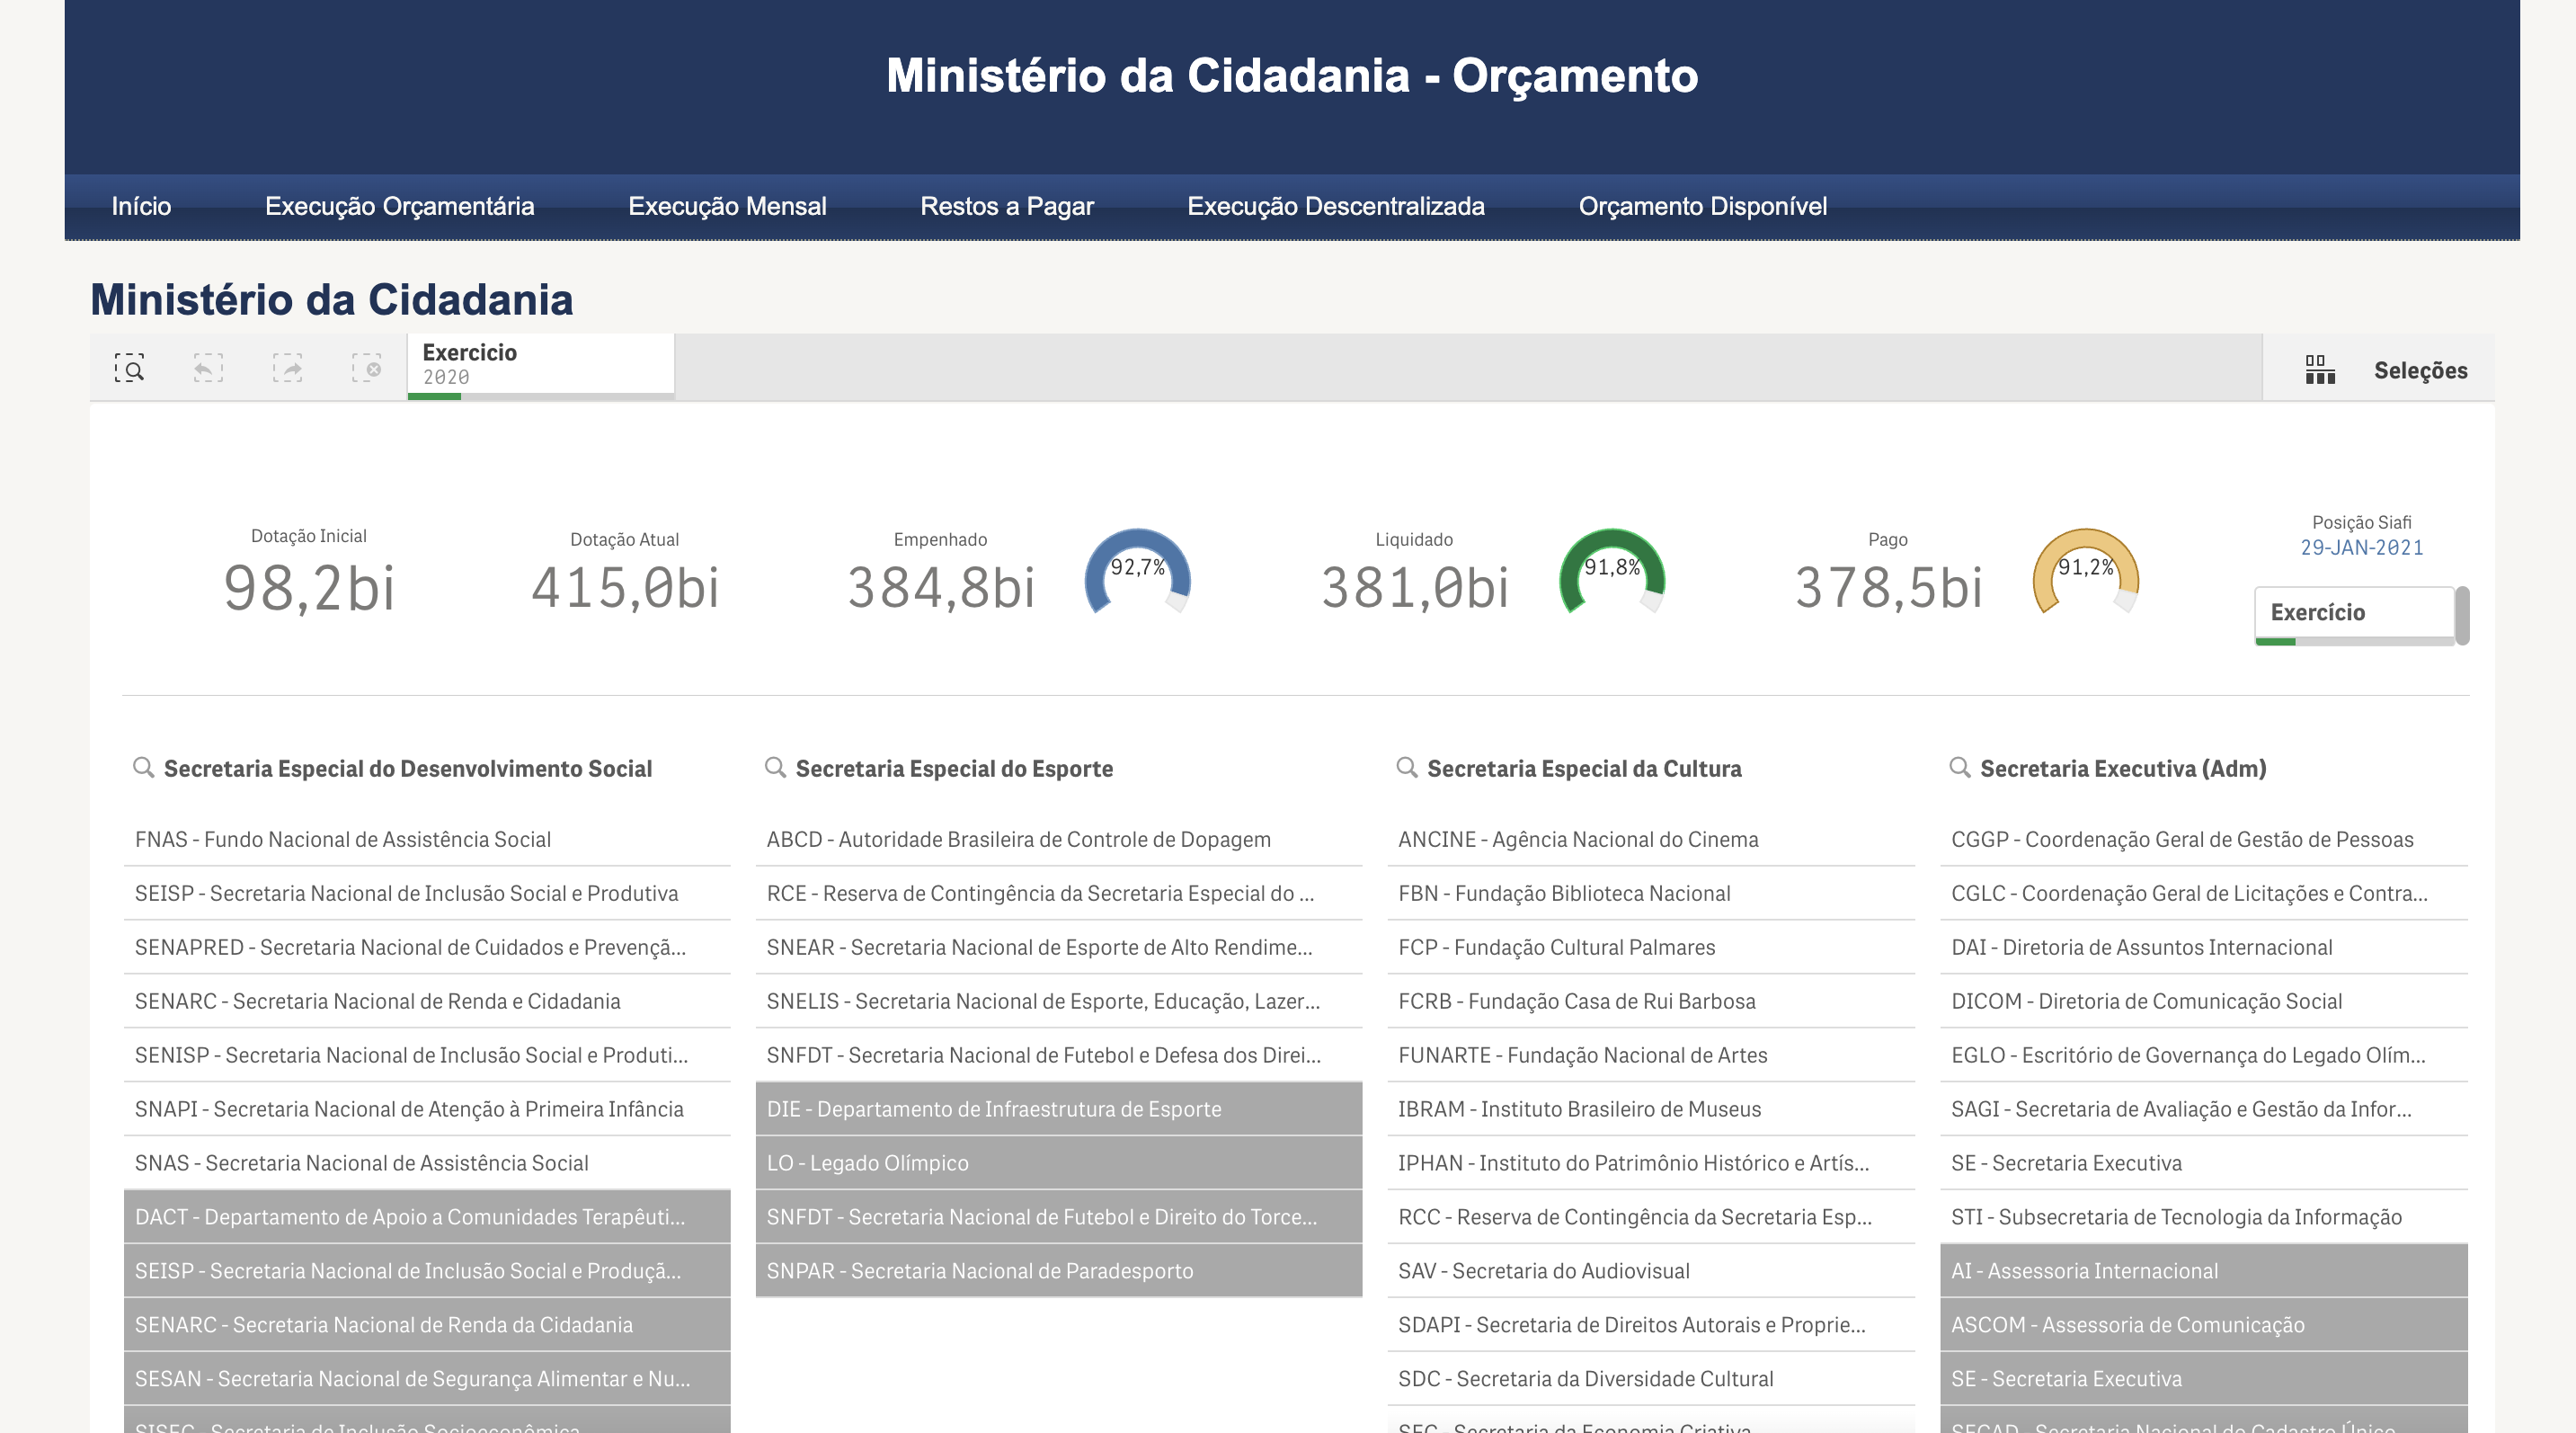 Ministério da Cidadania - Orçamento
Início Execução Orçamentária Execução Mensal Restos a Pagar Execução Descentralizada Orçamento Disponível
Ministério da Cidadania
Exercicio
2020
Seleções
Dotação Inicial
98,2bi
Dotação Atual
415,0bi
Empenhado
384,8bi
92,7%
Liquidado
381,0bi
91,8%
Pago
378,5bi
91,2%
Posição Siafi
29-JAN-2021
Exercício
Secretaria Especial do Desenvolvimento Social
FNAS - Fundo Nacional de Assistência Social
SEISP - Secretaria Nacional de Inclusão Social e Produtiva
SENAPRED - Secretaria Nacional de Cuidados e Prevençã...
SENARC - Secretaria Nacional de Renda e Cidadania
SENISP - Secretaria Nacional de Inclusão Social e Produti...
SNAPI - Secretaria Nacional de Atenção à Primeira Infância
SNAS - Secretaria Nacional de Assistência Social
DACT - Departamento de Apoio a Comunidades Terapêuti...
SEISP - Secretaria Nacional de Inclusão Social e Produçã...
SENARC - Secretaria Nacional de Renda da Cidadania
SESAN - Secretaria Nacional de Segurança Alimentar e Nu...
SISEC - Secretaria de Inclusão Socioeconômica
Secretaria Especial do Esporte
ABCD - Autoridade Brasileira de Controle de Dopagem
RCE - Reserva de Contingência da Secretaria Especial do ...
SNEAR - Secretaria Nacional de Esporte de Alto Rendime...
SNELIS - Secretaria Nacional de Esporte, Educação, Lazer...
SNFDT - Secretaria Nacional de Futebol e Defesa dos Direi...
DIE - Departamento de Infraestrutura de Esporte
LO - Legado Olímpico
SNFDT - Secretaria Nacional de Futebol e Direito do Torce...
SNPAR - Secretaria Nacional de Paradesporto
Secretaria Especial da Cultura
ANCINE - Agência Nacional do Cinema
FBN - Fundação Biblioteca Nacional
FCP - Fundação Cultural Palmares
FCRB - Fundação Casa de Rui Barbosa
FUNARTE - Fundação Nacional de Artes
IBRAM - Instituto Brasileiro de Museus
IPHAN - Instituto do Patrimônio Histórico e Artís...
RCC - Reserva de Contingência da Secretaria Esp...
SAV - Secretaria do Audiovisual
SDAPI - Secretaria de Direitos Autorais e Proprie...
SDC - Secretaria da Diversidade Cultural
SEC - Secretaria da Economia Criativa
Secretaria Executiva (Adm)
CGGP - Coordenação Geral de Gestão de Pessoas
CGLC - Coordenação Geral de Licitações e Contra...
DAI - Diretoria de Assuntos Internacional
DICOM - Diretoria de Comunicação Social
EGLO - Escritório de Governança do Legado Olím...
SAGI - Secretaria de Avaliação e Gestão da Infor...
SE - Secretaria Executiva
STI - Subsecretaria de Tecnologia da Informação
AI - Assessoria Internacional
ASCOM - Assessoria de Comunicação
SE - Secretaria Executiva
SECAD - Secretaria Nacional do Cadastro Único